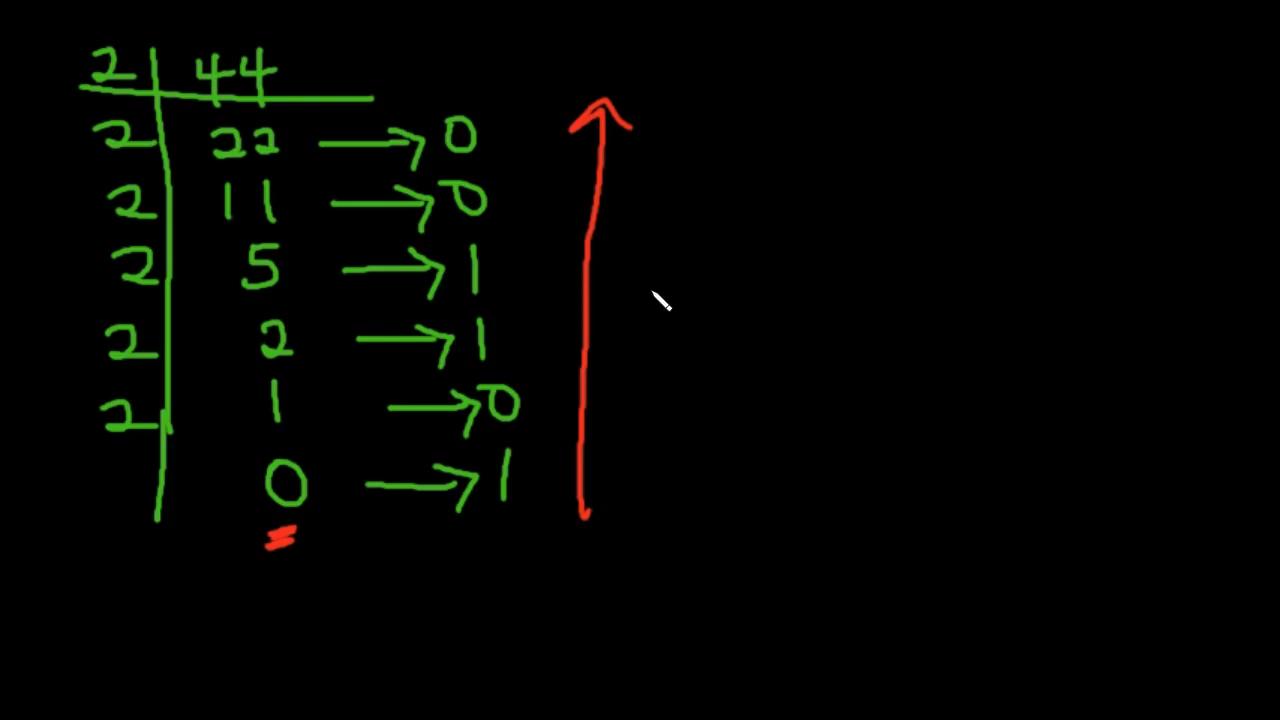 2 44
2 22 → 0
2 11 → 0
2 5 → 1
2 2 → 1
2 1 → 0
0 → 1